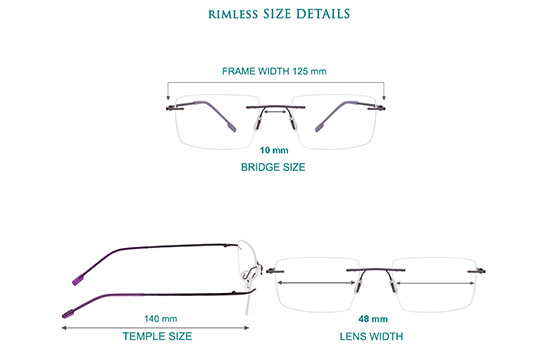 RIMLESS SIZE DETAILS
FRAME WIDTH 125 mm
10 mm
BRIDGE SIZE
140 mm
TEMPLE SIZE
48 mm
LENS WIDTH